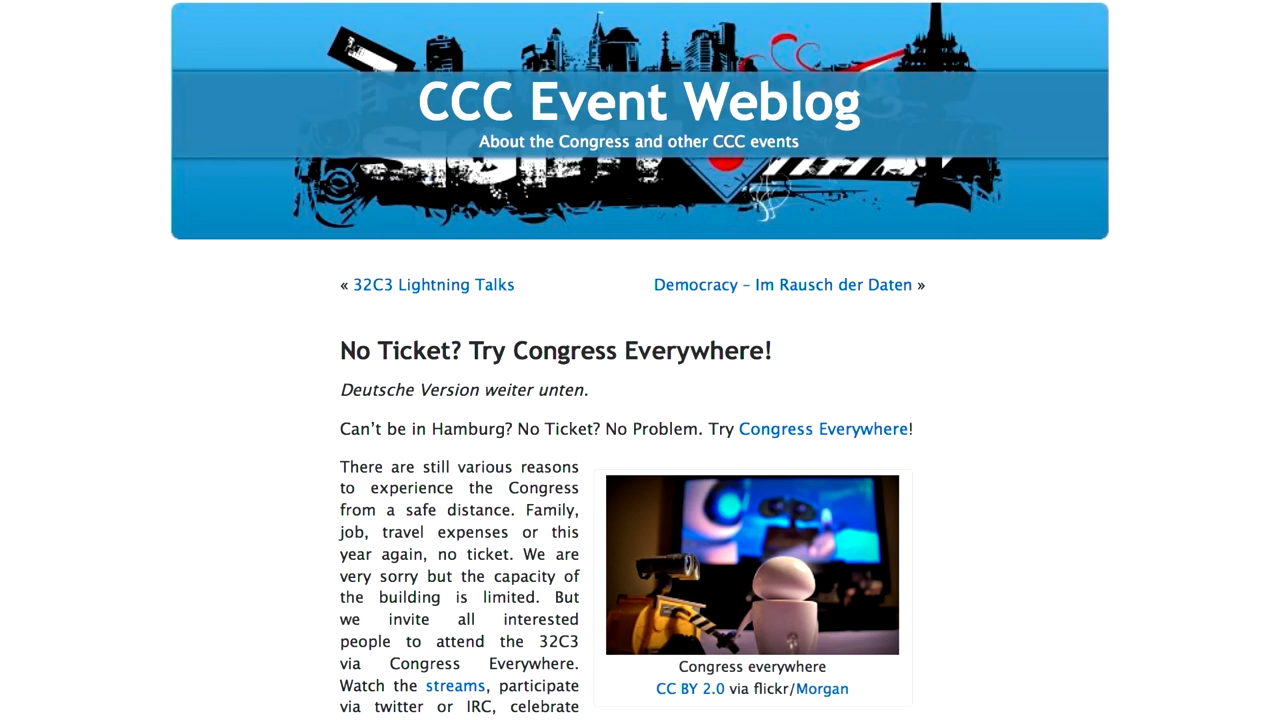 CCC Event Weblog
About the Congress and other CCC events
« 32C3 Lightning Talks
Democracy – Im Rausch der Daten »
No Ticket? Try Congress Everywhere!
Deutsche Version weiter unten.
Can’t be in Hamburg? No Ticket? No Problem. Try Congress Everywhere!
There are still various reasons
to experience the Congress
from a safe distance. Family,
job, travel expenses or this
year again, no ticket. We are
very sorry but the capacity of
the building is limited. But
we invite all interested
people to attend the 32C3
via Congress Everywhere.
Watch the streams, participate
via twitter or IRC, celebrate
Congress everywhere
CC BY 2.0 via flickr/Morgan